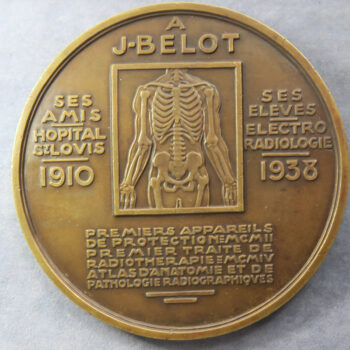 A
J-BELOT
SES
AMIS
HOPITAL
St LOVIS
1910
SES
ELEVES
ELECTRO
RADIOLOGIE
1938
PREMIERS APPAREILS
DE PROTECTION=MCMII
PREMIER TRAITE DE
RADIOTHERAPIE=MCMIV
ATLAS D'ANATOMIE ET DE
PATHOLOGIE RADIOGRAPHIQVES